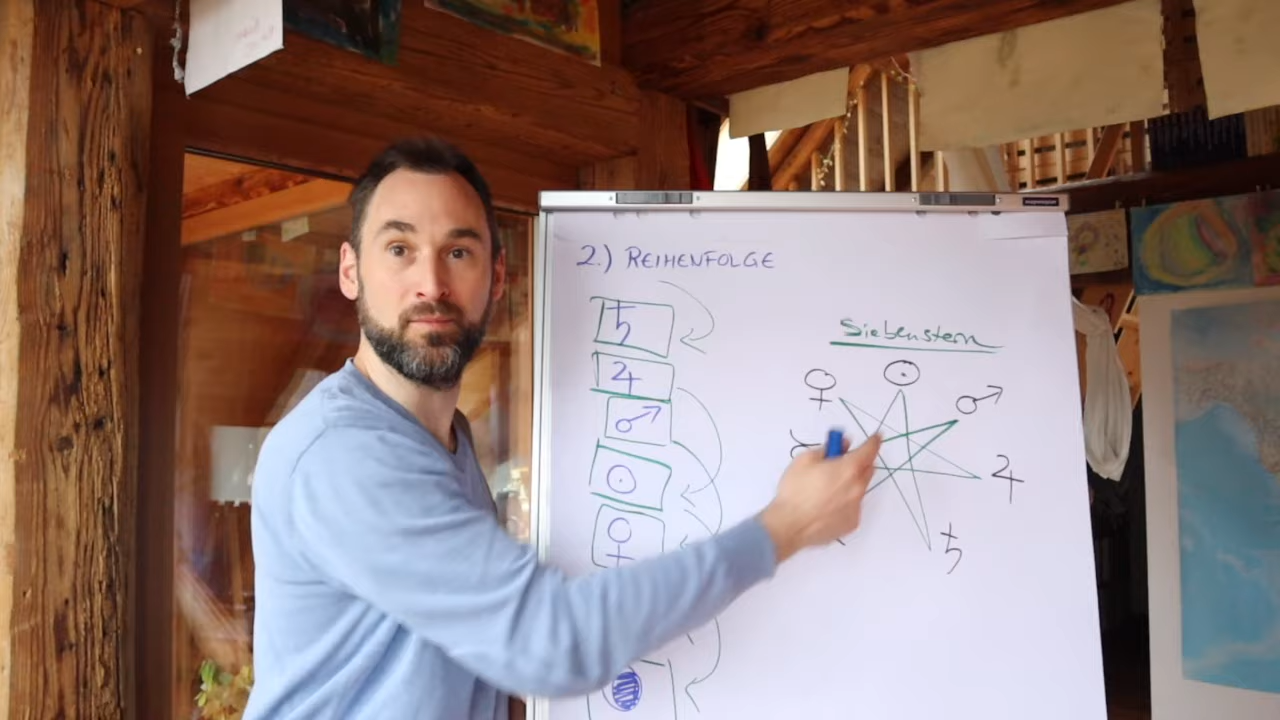 2.) REIHENFOLGE
Siebenstern
♄
♃
♂
☉
♀
♀ ☉ ♂
♃
♄